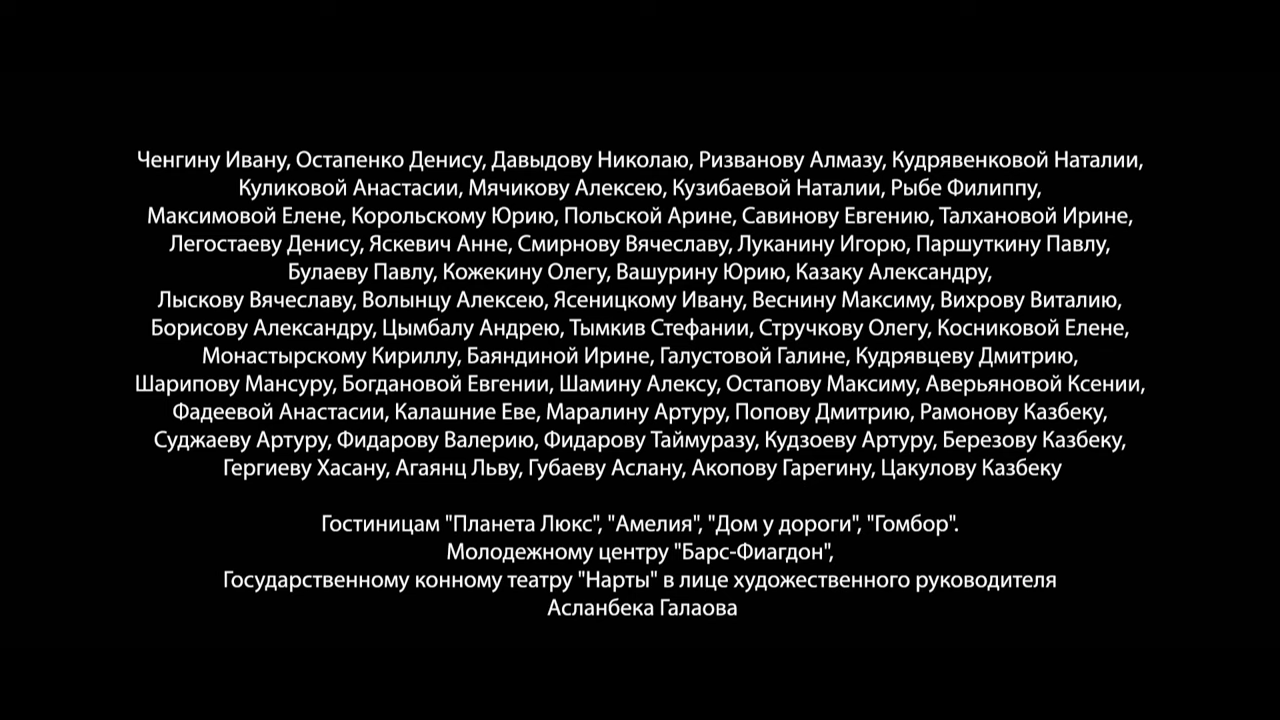 Ченгину Ивану, Остапенко Денису, Давыдову Николаю, Ризванову Алмазу, Кудрявенковой Наталии,
Куликовой Анастасии, Мячикову Алексею, Кузибаевой Наталии, Рыбе Филиппу,
Максимовой Елене, Корольскому Юрию, Польской Арине, Савинову Евгению, Талхановой Ирине,
Легостаеву Денису, Яскевич Анне, Смирнову Вячеславу, Луканину Игорю, Паршуткину Павлу,
Булаеву Павлу, Кожекину Олегу, Вашурину Юрию, Казаку Александру,
Лыскову Вячеславу, Волынцу Алексею, Ясеницкому Ивану, Веснину Максиму, Вихрову Виталию,
Борисову Александру, Цымбалу Андрею, Тымкив Стефании, Стручкову Олегу, Косниковой Елене,
Монастырскому Кириллу, Баяндиной Ирине, Галустовой Галине, Кудрявцеву Дмитрию,
Шарипову Мансуру, Богдановой Евгении, Шамину Алексу, Остапову Максиму, Аверьяновой Ксении,
Фадеевой Анастасии, Калашние Еве, Маралину Артуру, Попову Дмитрию, Рамонову Казбеку,
Суджаеву Артуру, Фидарову Валерию, Фидарову Таймуразу, Кудзоеву Артуру, Березову Казбеку,
Гергиеву Хасану, Агаянц Льву, Губаеву Аслану, Акопову Гарегину, Цакулову Казбеку
Гостиницам "Планета Люкс", "Амелия", "Дом у дороги", "Гомбор".
Молодежному центру "Барс-Фиагдон",
Государственному конному театру "Нарты" в лице художественного руководителя
Асланбека Галаова